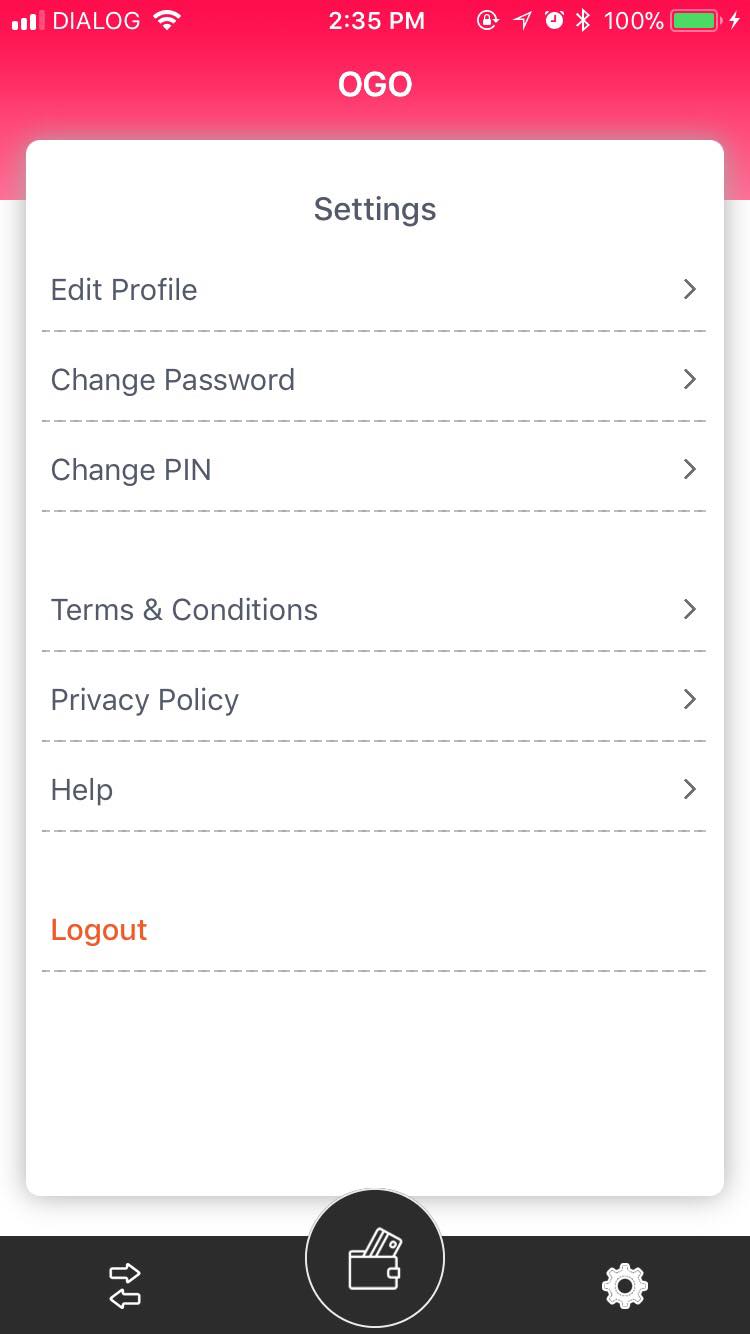 DIALOG 2:35 PM 100%
OGO
Settings
Edit Profile
Change Password
Change PIN
Terms & Conditions
Privacy Policy
Help
Logout